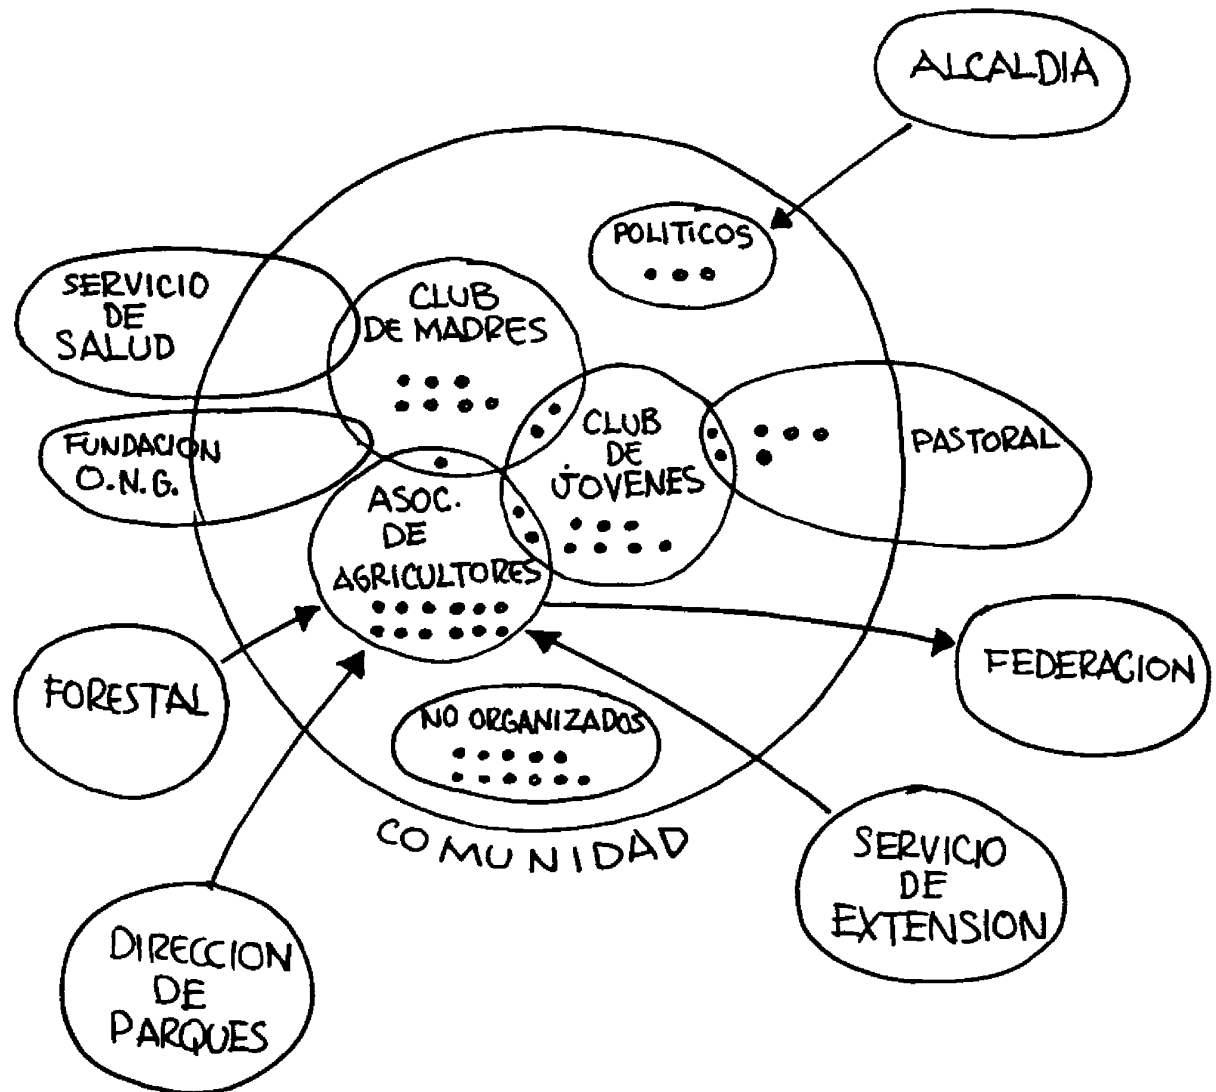 ALCALDIA
POLITICOS
SERVICIO
DE
SALUD
CLUB
DE MADRES
FUNDACION
O.N.G.
CLUB
DE
JOVENES
PASTORAL
ASOC.
DE
AGRICULTORES
FORESTAL
FEDERACION
NO ORGANIZADOS
COMUNIDAD
SERVICIO
DE
EXTENSION
DIRECCION
DE
PARQUES